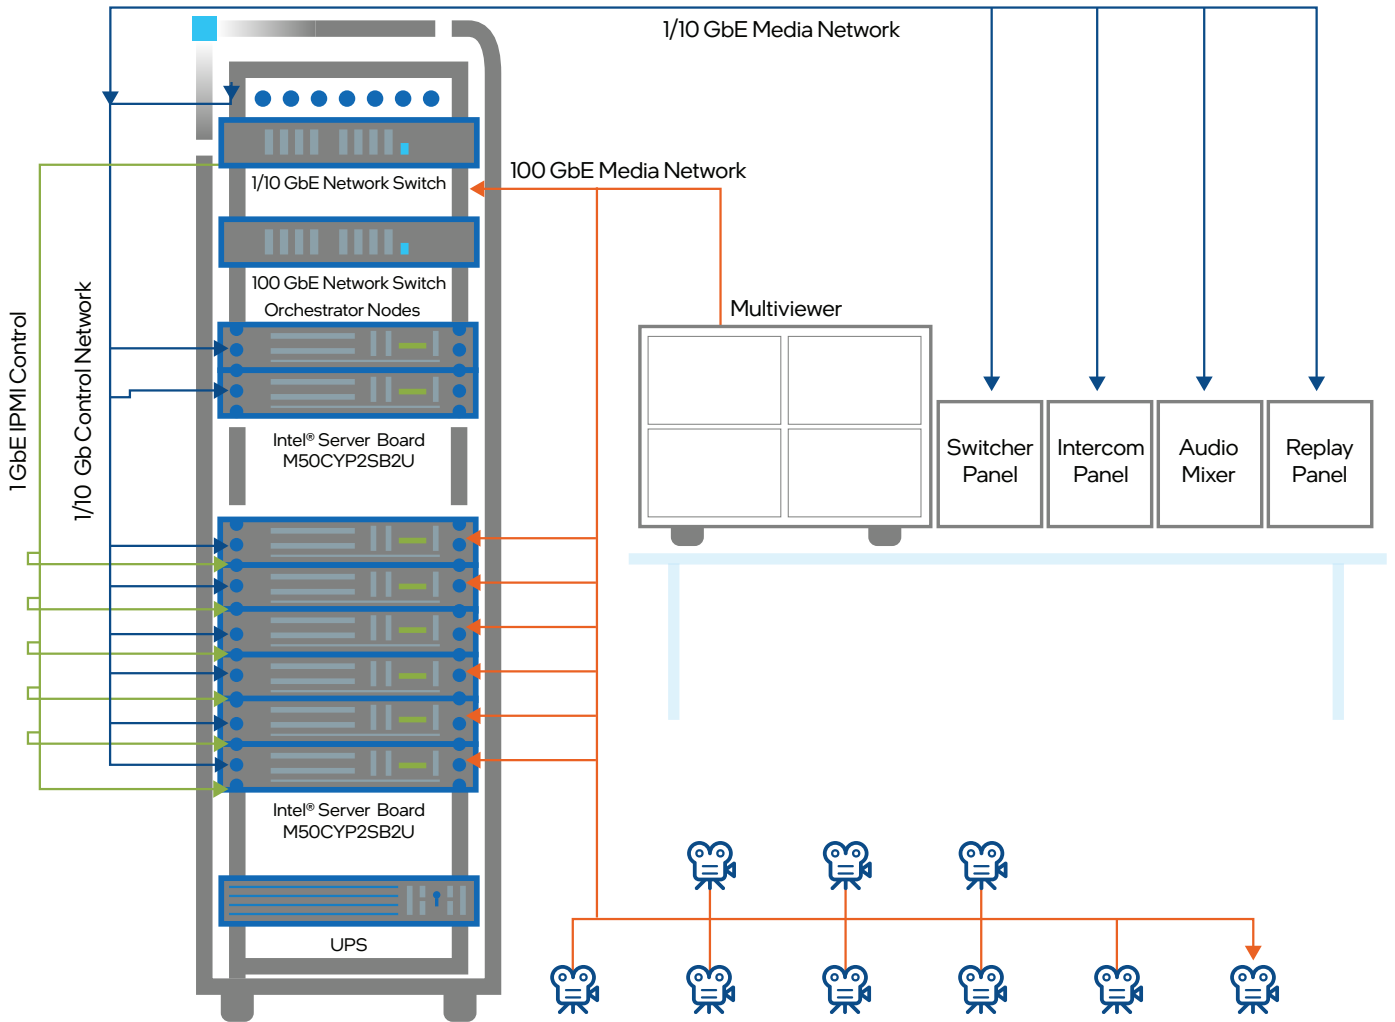 1/10 GbE Media Network
100 GbE Media Network
1/10 GbE Network Switch
100 GbE Network Switch
Orchestrator Nodes
Intel® Server Board
M50CYP2SB2U
1 GbE IPMI Control
1/10 Gb Control Network
Multiviewer
Switcher
Panel
Intercom
Panel
Audio
Mixer
Replay
Panel
Intel® Server Board
M50CYP2SB2U
UPS